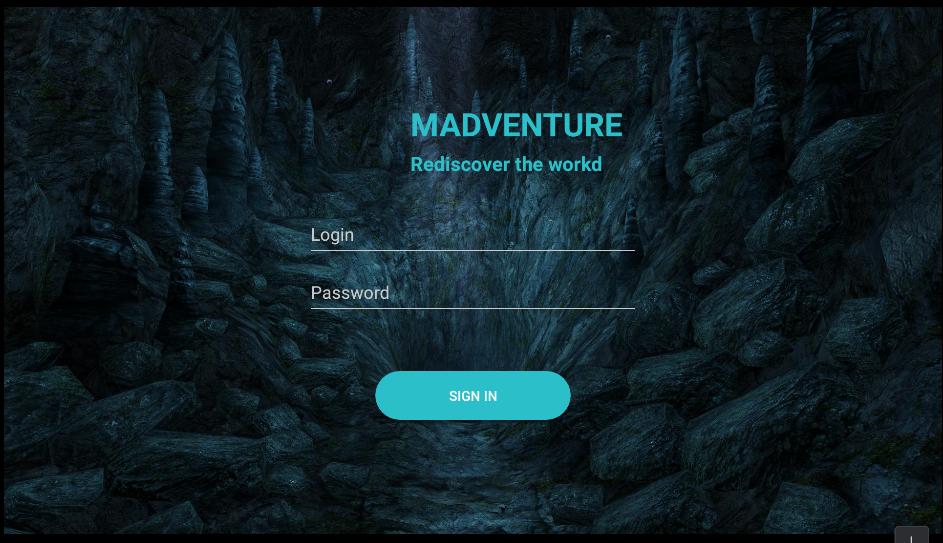 MADVENTURE
Rediscover the workd
Login
Password
SIGN IN